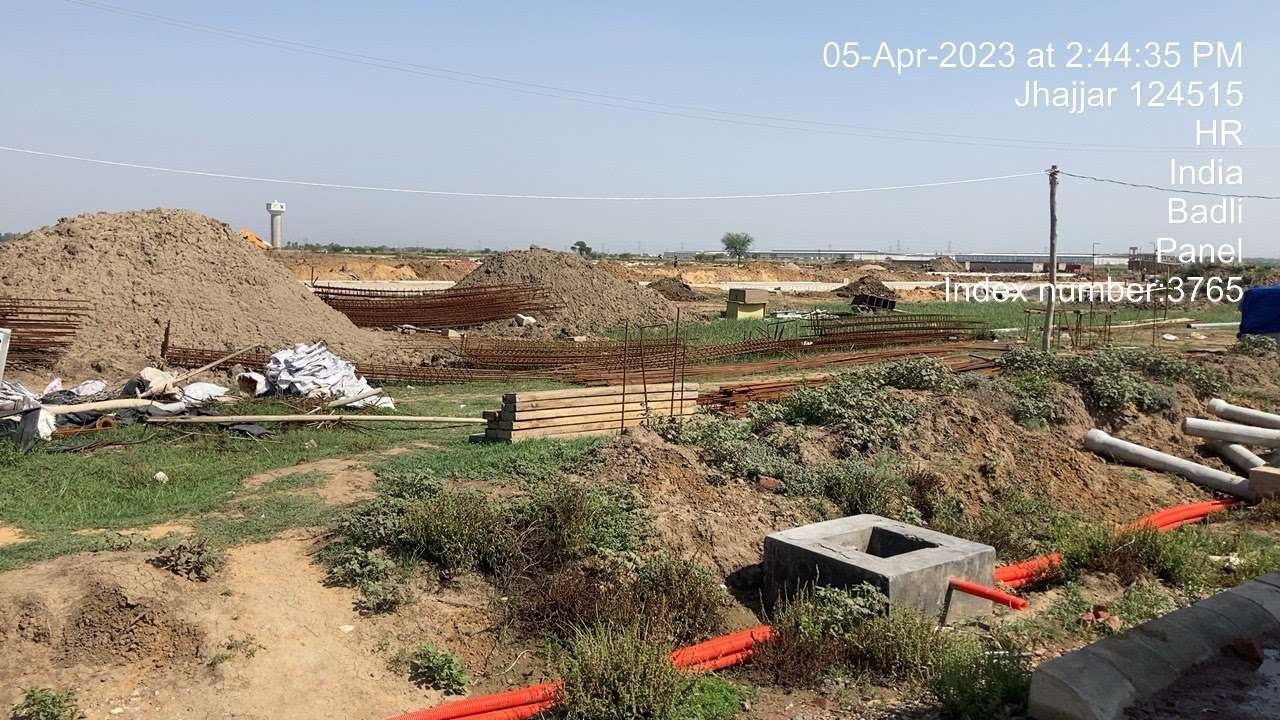 05-Apr-2023 at 2:44:35 PM
Jhajjar 124515
HR
India
Badli
Panel
Index number:3765